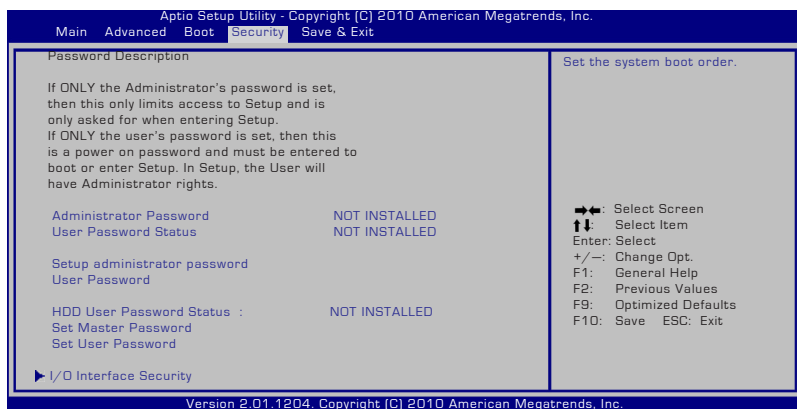 Aptio Setup Utility - Copyright (C) 2010 American Megatrends, Inc.
Main Advanced Boot Security Save & Exit
Password Description
If ONLY the Administrator's password is set,
then this only limits access to Setup and is
only asked for when entering Setup.
If ONLY the user's password is set, then this
is a power on password and must be entered to
boot or enter Setup. In Setup, the User will
have Administrator rights.
Administrator Password NOT INSTALLED
User Password Status NOT INSTALLED
Setup administrator password
User Password
HDD User Password Status : NOT INSTALLED
Set Master Password
Set User Password
I/O Interface Security
Set the system boot order.
→←: Select Screen
↑↓: Select Item
Enter: Select
+/—: Change Opt.
F1: General Help
F2: Previous Values
F9: Optimized Defaults
F10: Save ESC: Exit
Version 2.01.1204. Copyright (C) 2010 American Megatrends, Inc.